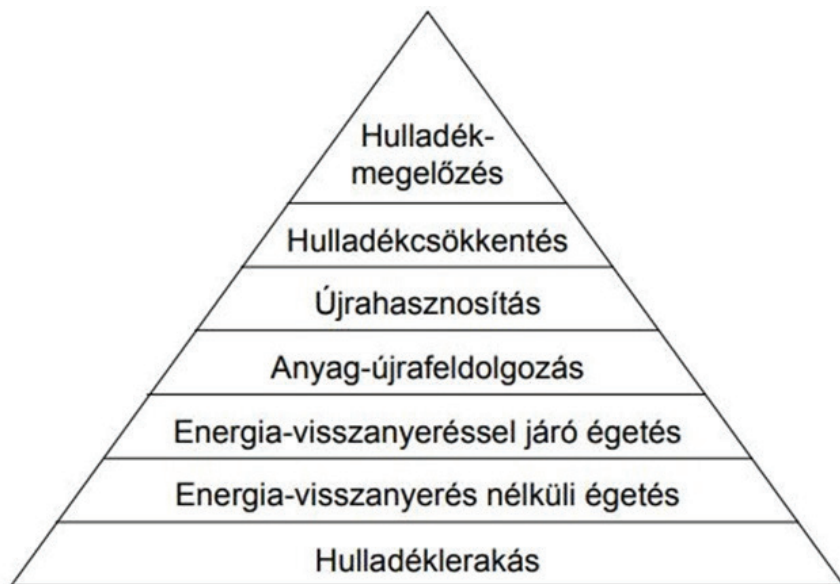 Hulladék-
megelőzés
Hulladékcsökkentés
Újrahasznosítás
Anyag-újrafeldolgozás
Energia-visszanyeréssel járó égetés
Energia-visszanyerés nélküli égetés
Hulladéklerakás